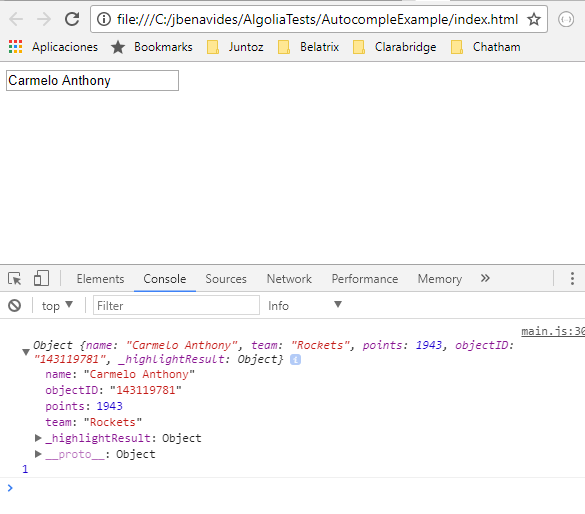 file:///C:/jbenavides/AlgoliaTests/AutocompleExample/index.html
Aplicaciones Bookmarks Juntoz Belatrix Clarabridge Chatham
Carmelo Anthony
Elements Console Sources Network Performance Memory »
top ▼ Filter Info ▼
main.js:30
Object {name: "Carmelo Anthony", team: "Rockets", points: 1943, objectID:
"143119781", _highlightResult: Object} i
name: "Carmelo Anthony"
objectID: "143119781"
points: 1943
team: "Rockets"
_highlightResult: Object
__proto__: Object
1
>